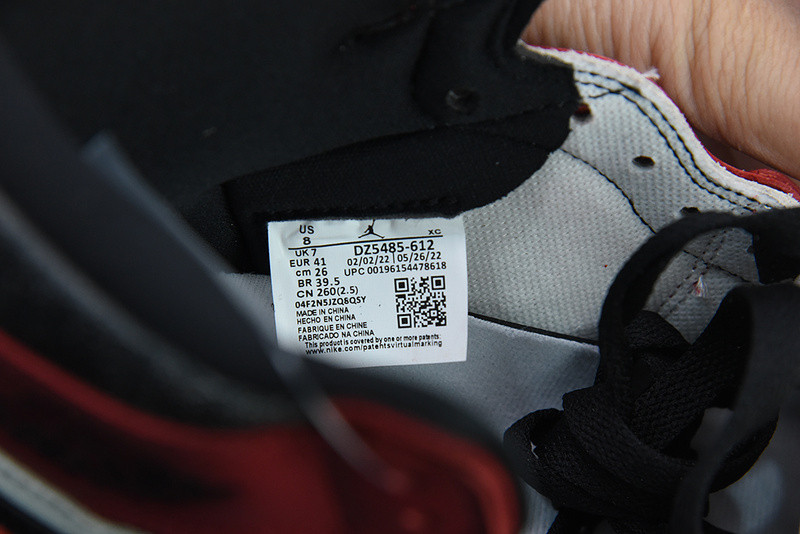 US
8
XC
UK 7
DZ5485-612
EUR 41
02/02/22 | 05/26/22
cm 26
UPC 00196154478618
BR 39.5
CN 260(2.5)
04F2N5JZQ8QSY
MADE IN CHINA
HECHO EN CHINA
FABRIQUE EN CHINE
FABRICADO NA CHINA
This product is covered by one or more patents:
www.nike.com/patentsvirtualmarking